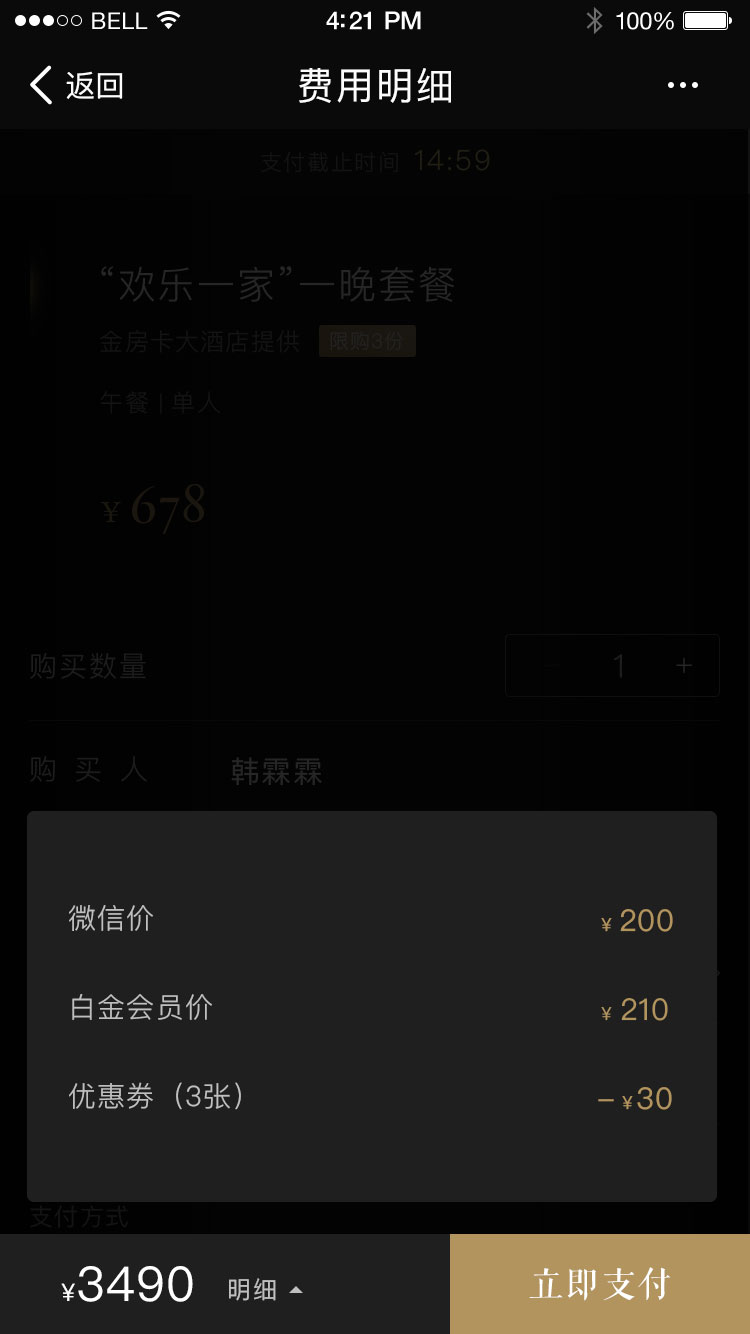 BELL 4:21 PM 100%
返回 费用明细
支付截止时间 14:59
“欢乐一家”一晚套餐
金房卡大酒店提供 限购3份
午餐 | 单人
¥ 678
购买数量 1 +
购 买 人 韩霖霖
微信价 ¥ 200
白金会员价 ¥ 210
优惠券（3张） – ¥30
支付方式
¥3490 明细 立即支付